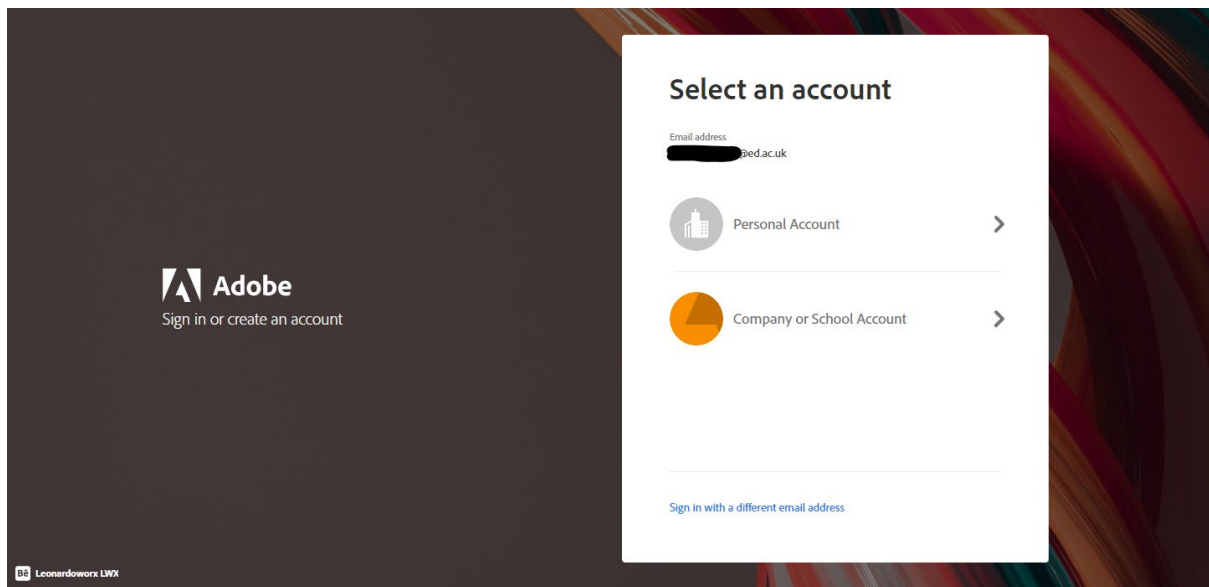 Adobe
Sign in or create an account
Select an account
Email address
@ed.ac.uk
Personal Account
Company or School Account
Sign in with a different email address
Bē Leonardoworx LWX